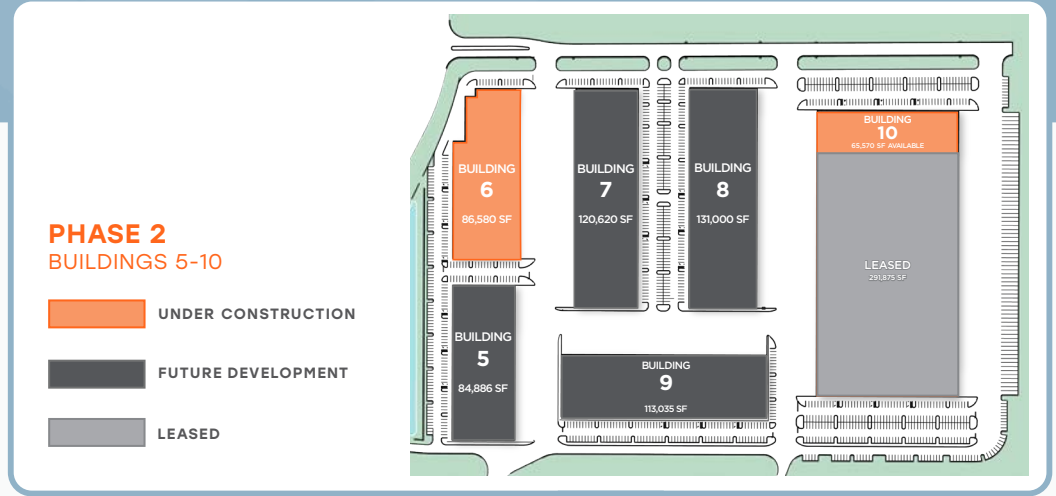 PHASE 2
BUILDINGS 5-10
UNDER CONSTRUCTION
FUTURE DEVELOPMENT
LEASED
BUILDING
6
86,580 SF
BUILDING
7
120,620 SF
BUILDING
8
131,000 SF
BUILDING
10
65,570 SF AVAILABLE
LEASED
291,875 SF
BUILDING
5
84,886 SF
BUILDING
9
113,035 SF